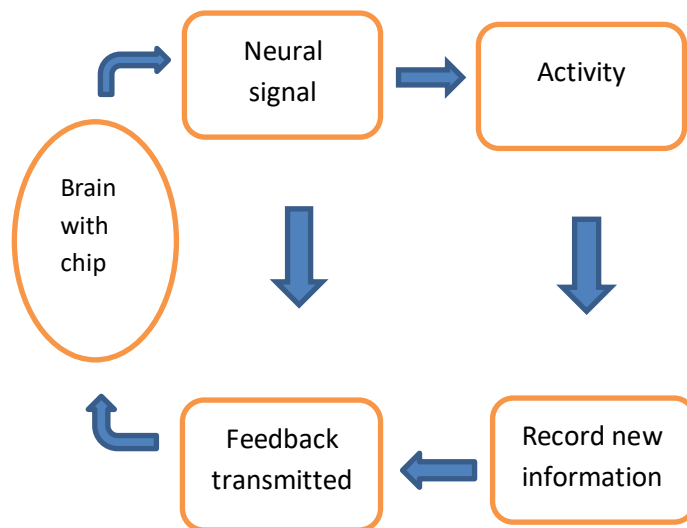 Neural
signal
Activity
Brain
with
chip
Feedback
transmitted
Record new
information